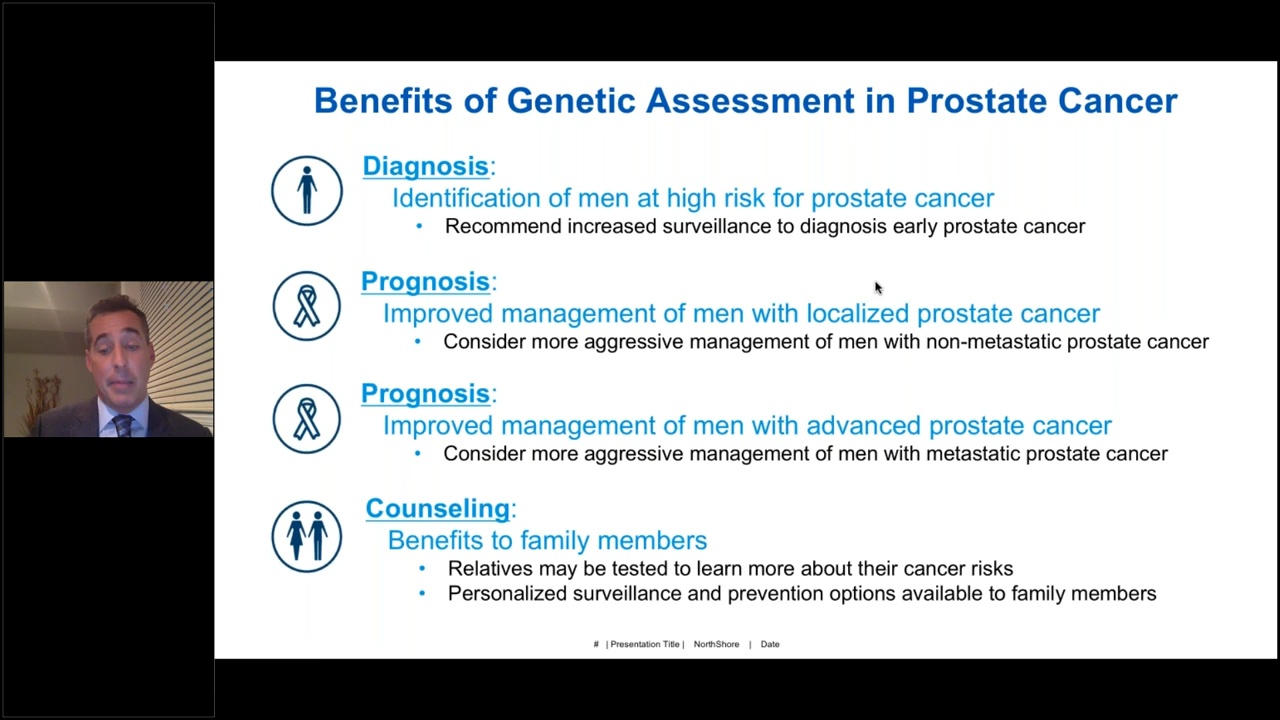 Benefits of Genetic Assessment in Prostate Cancer
Diagnosis:
Identification of men at high risk for prostate cancer
• Recommend increased surveillance to diagnosis early prostate cancer
Prognosis:
Improved management of men with localized prostate cancer
• Consider more aggressive management of men with non-metastatic prostate cancer
Prognosis:
Improved management of men with advanced prostate cancer
• Consider more aggressive management of men with metastatic prostate cancer
Counseling:
Benefits to family members
• Relatives may be tested to learn more about their cancer risks
• Personalized surveillance and prevention options available to family members
# | Presentation Title | NorthShore | Date